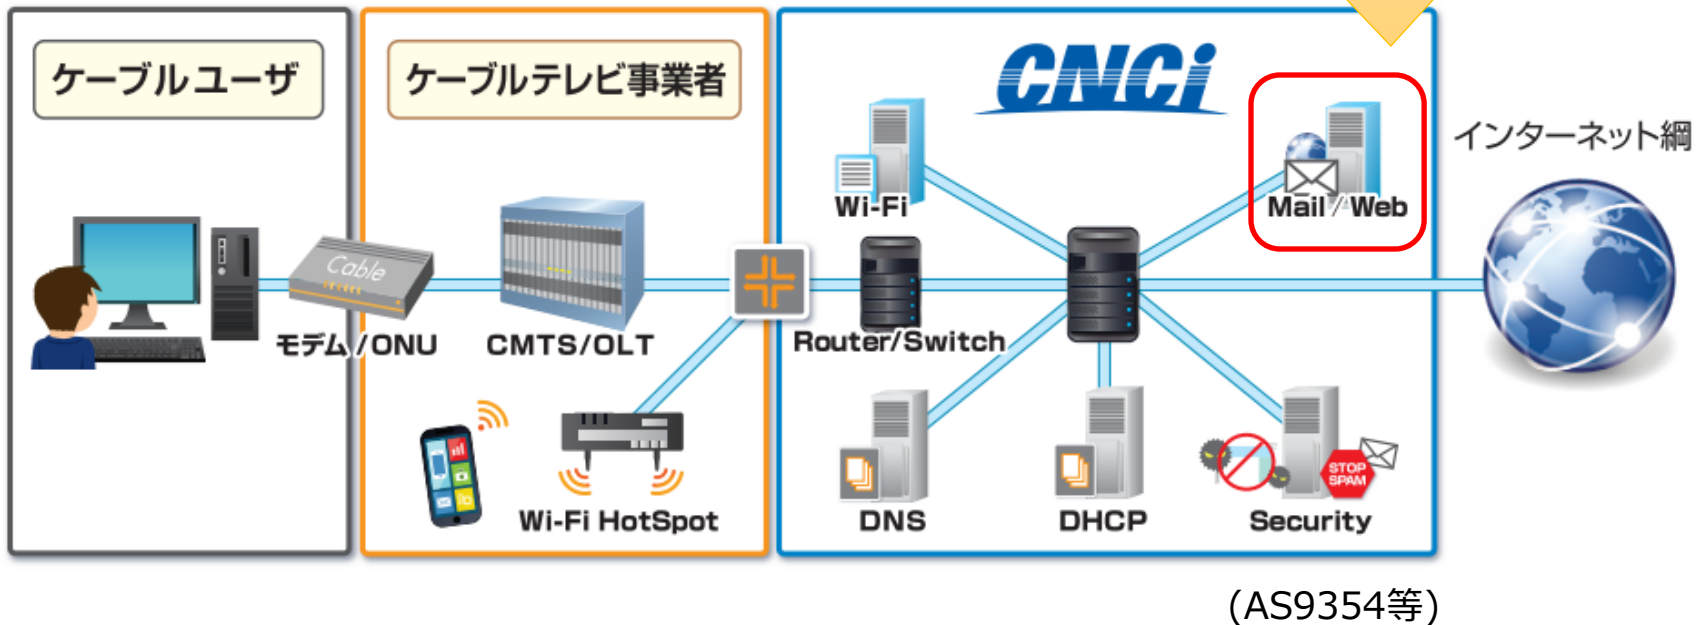 ケーブルユーザ
ケーブルテレビ事業者
CNCi
インターネット網
Wi-Fi
Mail/Web
Cable
モデム/ONU
CMTS/OLT
Router/Switch
STOP
SPAM
Wi-Fi HotSpot
DNS
DHCP
Security
(AS9354等)